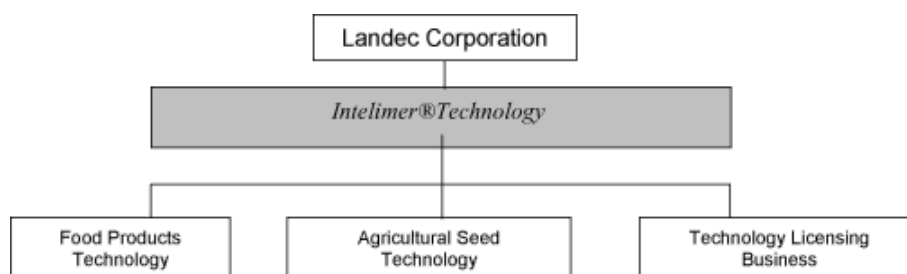 Landec Corporation
Intelimer®Technology
Food Products
Technology
Agricultural Seed
Technology
Technology Licensing
Business